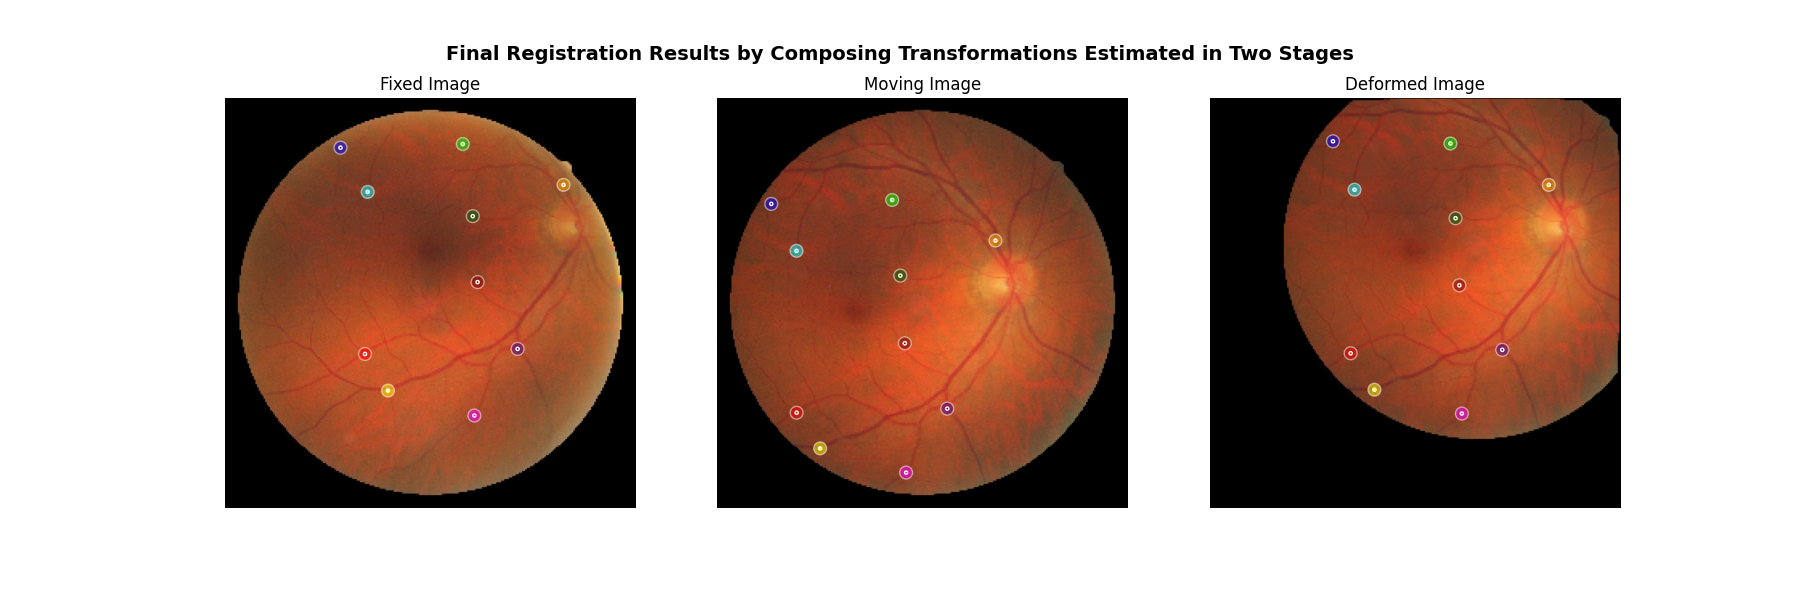 Final Registration Results by Composing Transformations Estimated in Two Stages
Fixed Image
Moving Image
Deformed Image